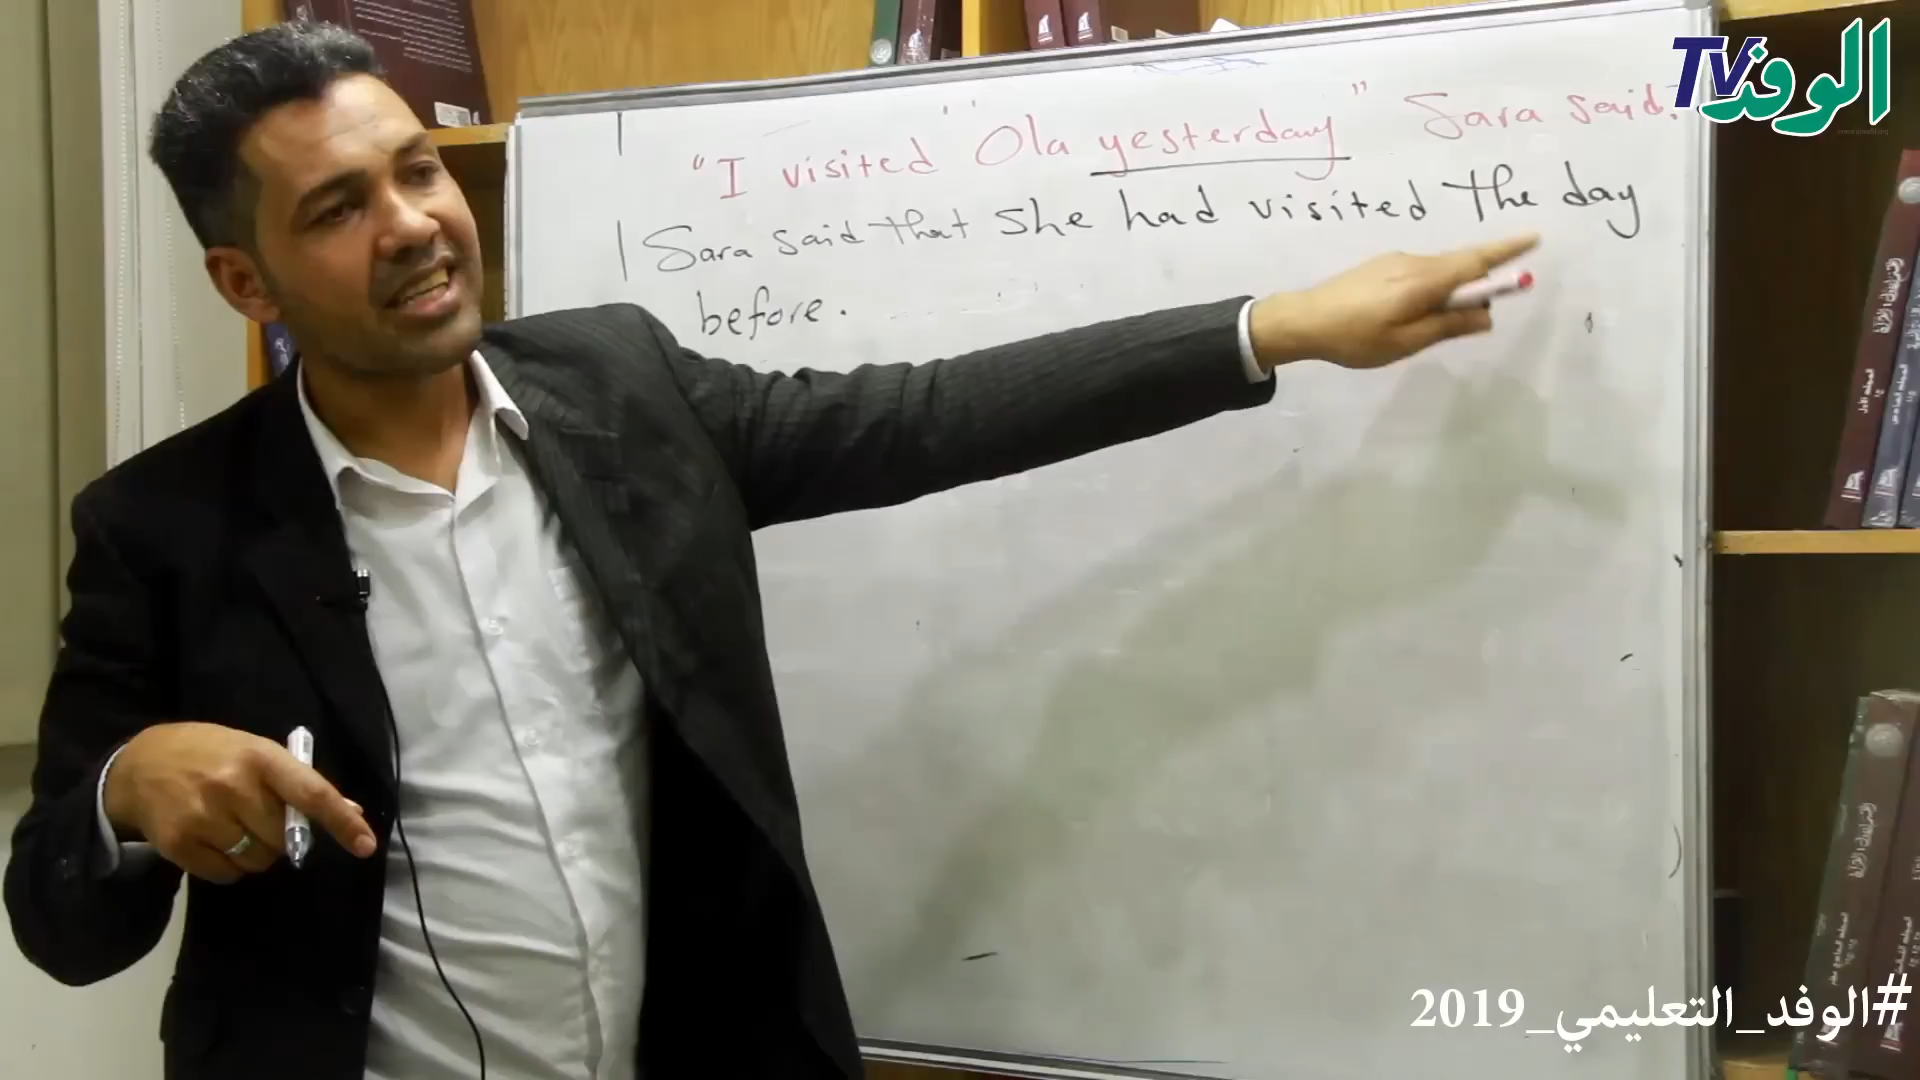 TV الوفد
"I visited Ola yesterday" Sara said.
Sara said that she had visited the day
before.
#الوفد_التعليمي_2019